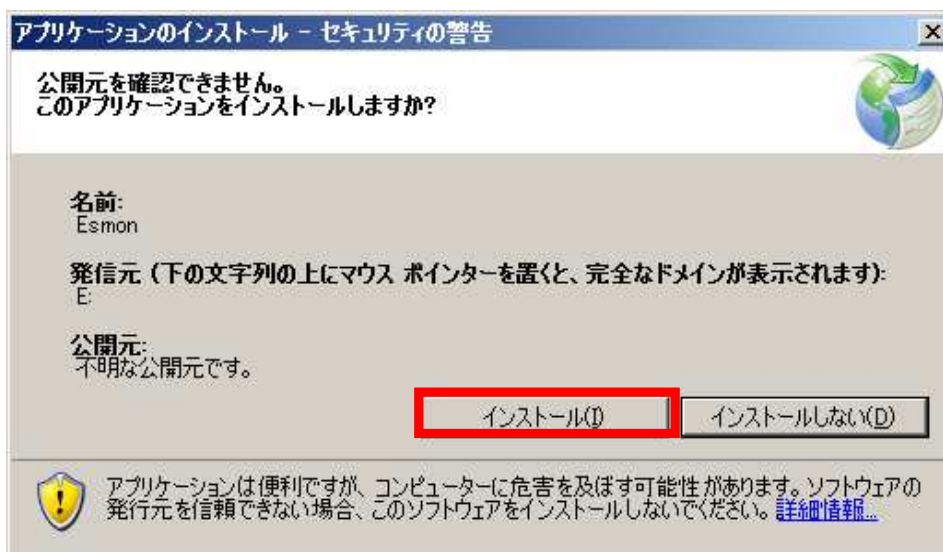 アプリケーションのインストール - セキュリティの警告
公開元を確認できません。
このアプリケーションをインストールしますか?
名前:
Esmon
発信元 (下の文字列の上にマウス ポインターを置くと、完全なドメインが表示されます):
E:
公開元:
不明な公開元です。
インストール(I) インストールしない(D)
アプリケーションは便利ですが、コンピューターに危害を及ぼす可能性があります。ソフトウェアの
発行元を信頼できない場合、このソフトウェアをインストールしないでください。詳細情報...